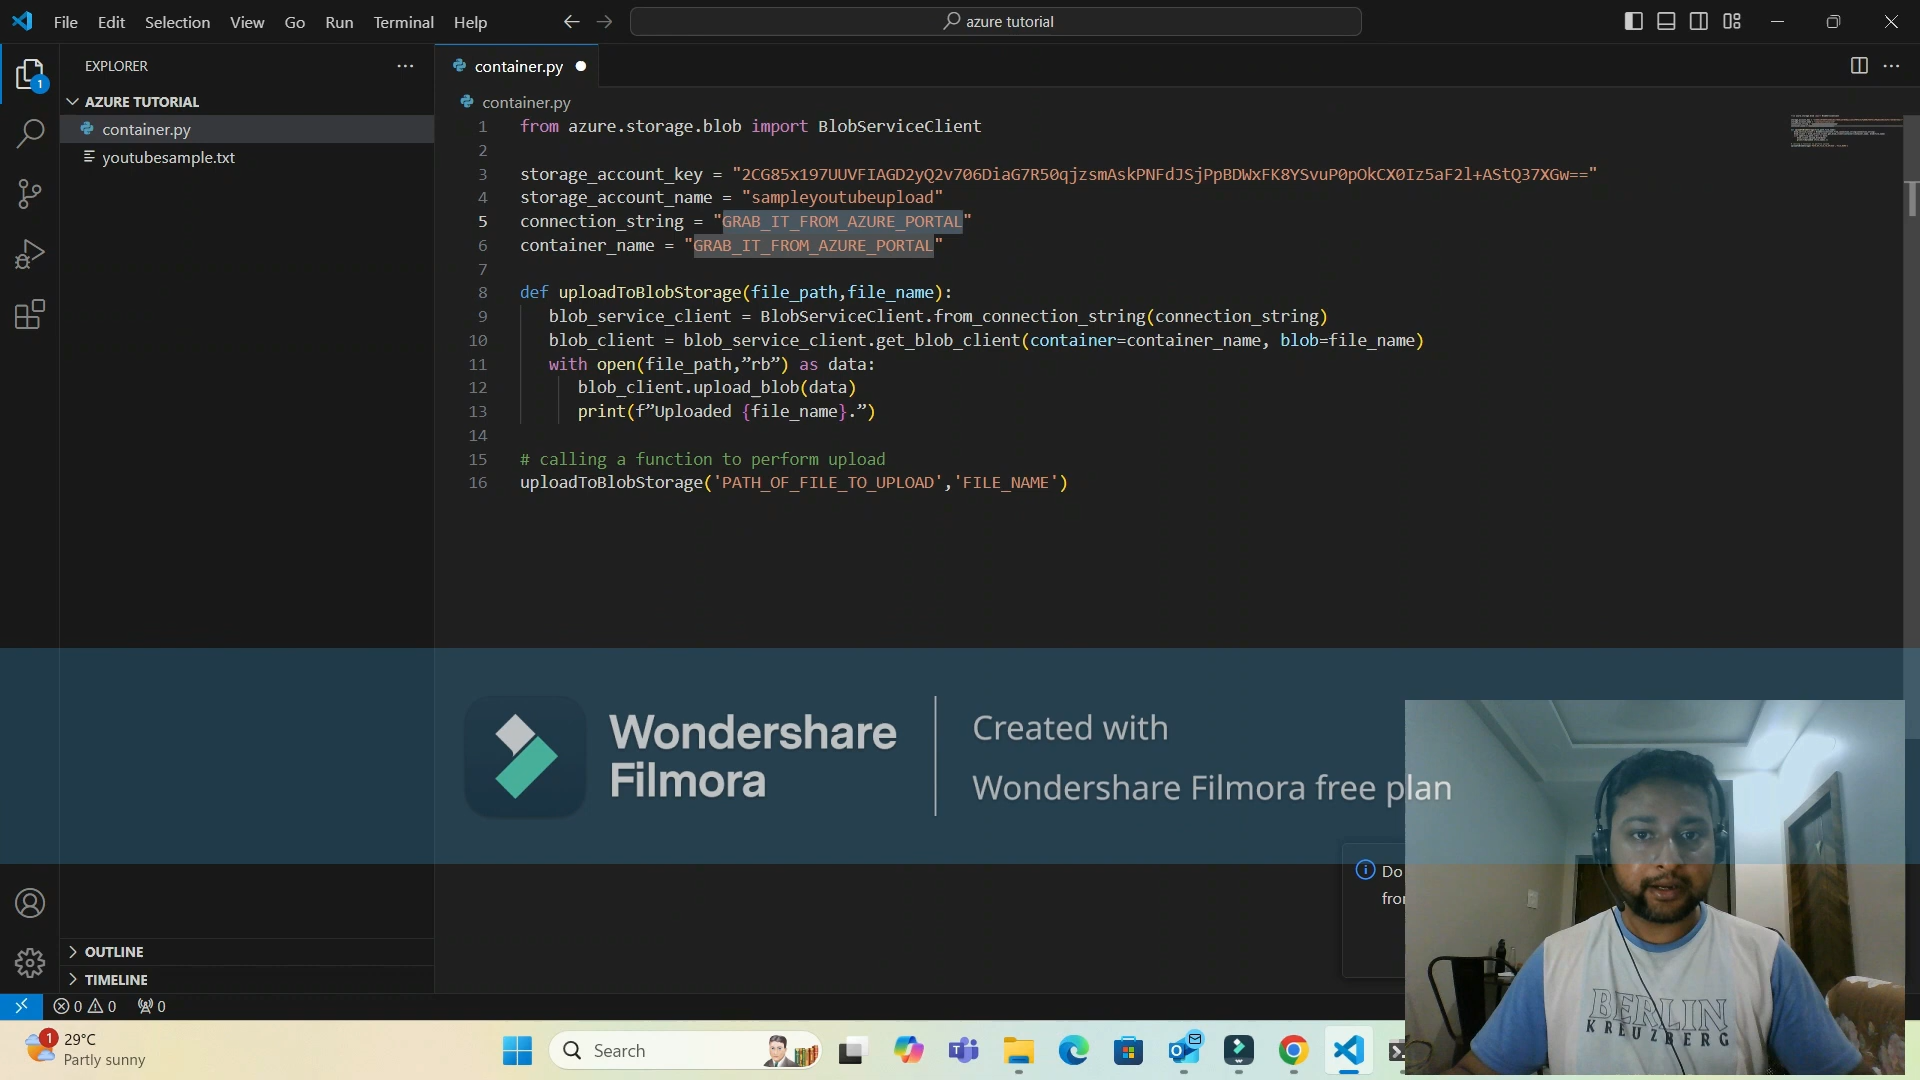 File Edit Selection View Go Run Terminal Help
azure tutorial
EXPLORER
1
AZURE TUTORIAL
container.py
youtubesample.txt
container.py
container.py
1 from azure.storage.blob import BlobServiceClient
2
3 storage_account_key = "2CG85x197UUVFIAGD2yQ2v706DiaG7R50qjzsmAskPNFdJSjPpBDWxFK8YSvuP0pOkCX0Iz5aF2l+AStQ37XGw=="
4 storage_account_name = "sampleyoutubeupload"
5 connection_string = "GRAB_IT_FROM_AZURE_PORTAL"
6 container_name = "GRAB_IT_FROM_AZURE_PORTAL"
7
8 def uploadToBlobStorage(file_path,file_name):
9 blob_service_client = BlobServiceClient.from_connection_string(connection_string)
10 blob_client = blob_service_client.get_blob_client(container=container_name, blob=file_name)
11 with open(file_path,”rb”) as data:
12 blob_client.upload_blob(data)
13 print(f”Uploaded {file_name}.”)
14
15 # calling a function to perform upload
16 uploadToBlobStorage('PATH_OF_FILE_TO_UPLOAD','FILE_NAME')
Wondershare
Filmora
Created with
Wondershare Filmora free plan
Do
from
BERLIN
KREUZBERG
OUTLINE
TIMELINE
0 0 0
1
29°C
Partly sunny
Search